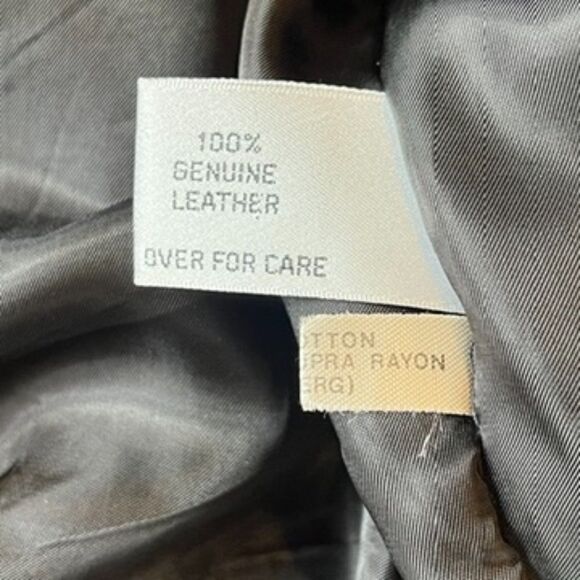 100%
GENUINE
LEATHER
OVER FOR CARE
OTTON
UPRA RAYON
ERG)